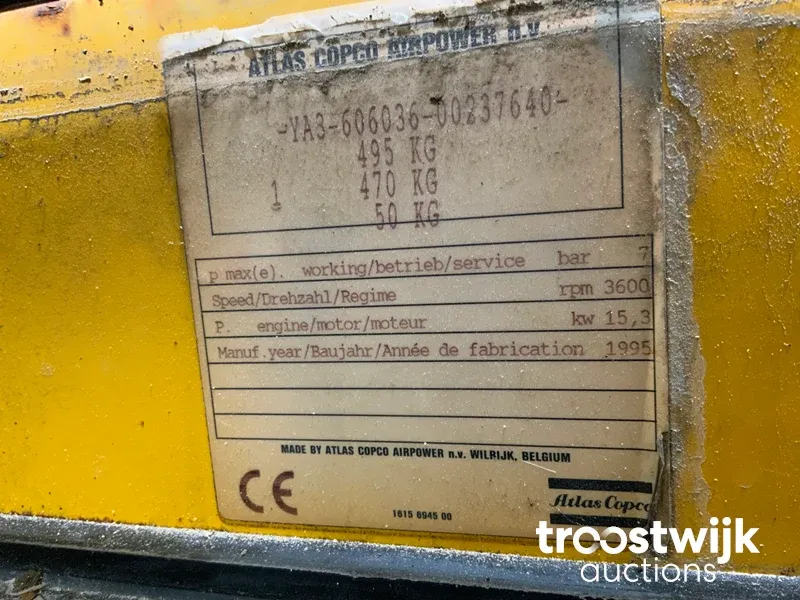 ATLAS COPCO AIRPOWER n.v.
-YA3-606036-00237640-
495 KG
1 470 KG
50 KG
p max(e). working/betrieb/service bar 7
Speed/Drehzahl/Regime rpm 3600
P. engine/motor/moteur kw 15,3
Manuf.year/Baujahr/Année de fabrication 1995
MADE BY ATLAS COPCO AIRPOWER n.v. WILRIJK, BELGIUM
CE
Atlas Copco
1615 6945 00
troostwijk
auctions